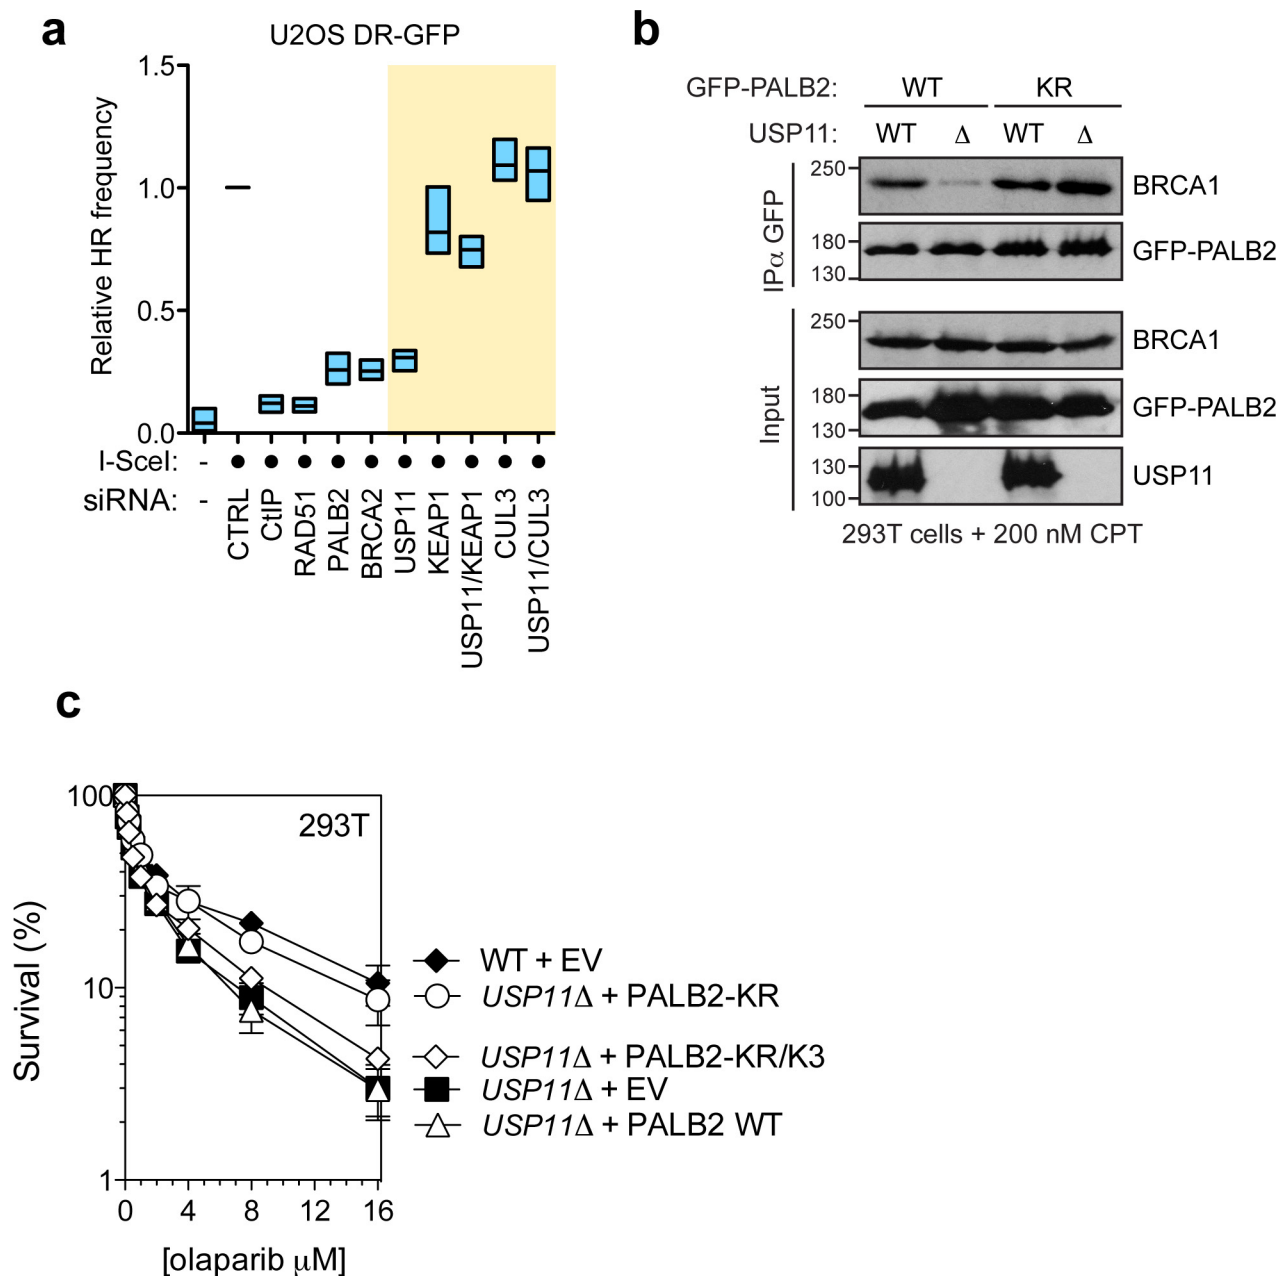 a
U2OS DR-GFP
Relative HR frequency
1.5
1.0
0.5
0.0
I-SceI: -
siRNA: - CTRL CtIP RAD51 PALB2 BRCA2 USP11 KEAP1 USP11/KEAP1 CUL3 USP11/CUL3
b
GFP-PALB2: WT KR
USP11: WT Δ WT Δ
IPα GFP
250 BRCA1
180 GFP-PALB2
130
Input
250 BRCA1
180 GFP-PALB2
130
130 USP11
100
293T cells + 200 nM CPT
c
Survival (%)
100
10
1
293T
0 4 8 12 16
[olaparib μM]
WT + EV
USP11Δ + PALB2-KR
USP11Δ + PALB2-KR/K3
USP11Δ + EV
USP11Δ + PALB2 WT